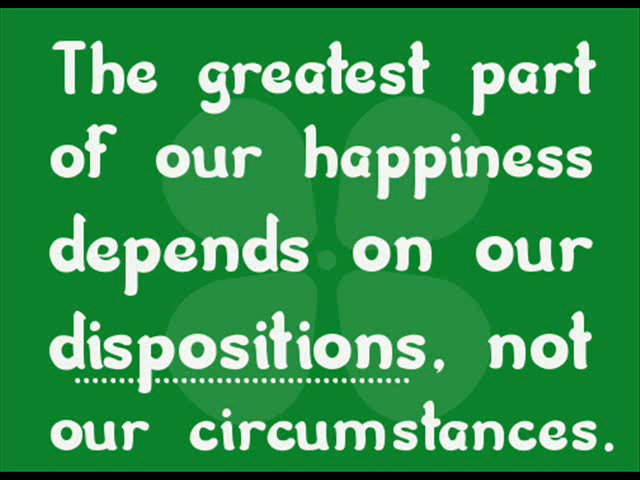 The greatest part
of our happiness
depends on our
dispositions, not
our circumstances.